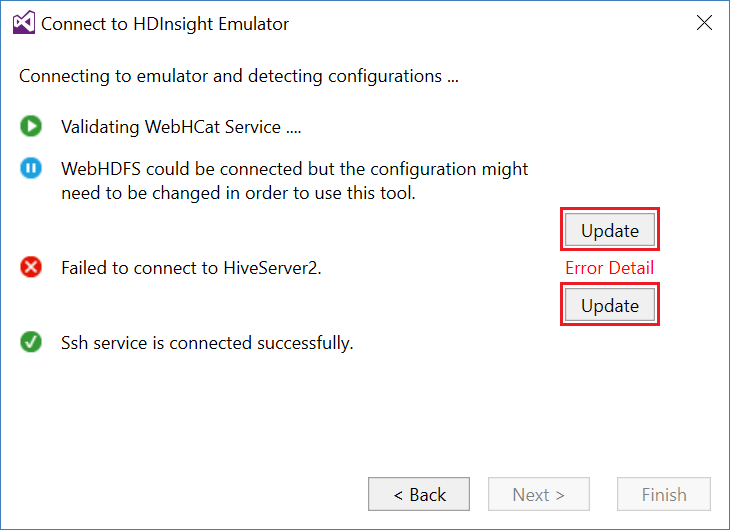 Connect to HDInsight Emulator
Connecting to emulator and detecting configurations ...
Validating WebHCat Service ....
WebHDFS could be connected but the configuration might
need to be changed in order to use this tool.
Update
Failed to connect to HiveServer2.
Error Detail
Update
Ssh service is connected successfully.
< Back
Next >
Finish